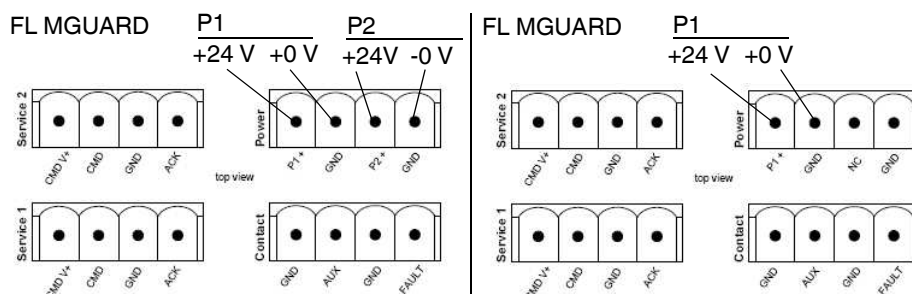 FL MGUARD P1 P2
+24 V +0 V +24V -0 V
Service 2
CMD V+ CMD GND ACK
Power
P1+ GND P2+ GND
top view
Service 1
CMD V+ CMD GND ACK
Contact
GND AUX GND FAULT
FL MGUARD P1
+24 V +0 V
Service 2
CMD V+ CMD GND ACK
Power
P1+ GND NC GND
top view
Service 1
CMD V+ CMD GND ACK
Contact
GND AUX GND FAULT